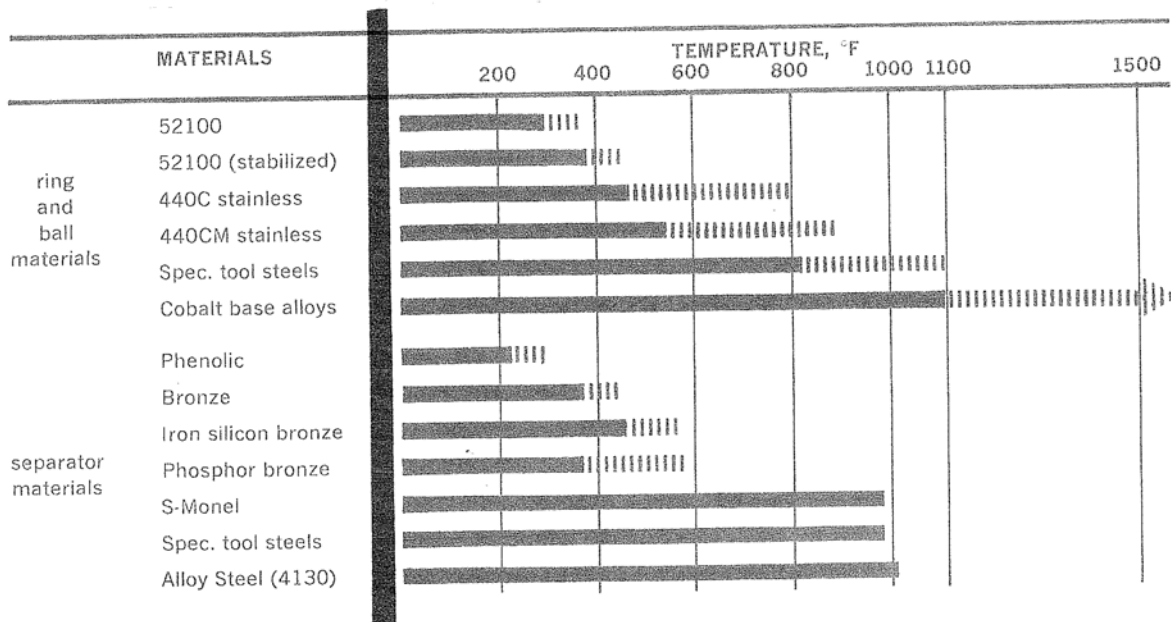 MATERIALS
TEMPERATURE, °F
200 400 600 800 1000 1100 1500
ring
and
ball
materials
52100
52100 (stabilized)
440C stainless
440CM stainless
Spec. tool steels
Cobalt base alloys
separator
materials
Phenolic
Bronze
Iron silicon bronze
Phosphor bronze
S-Monel
Spec. tool steels
Alloy Steel (4130)